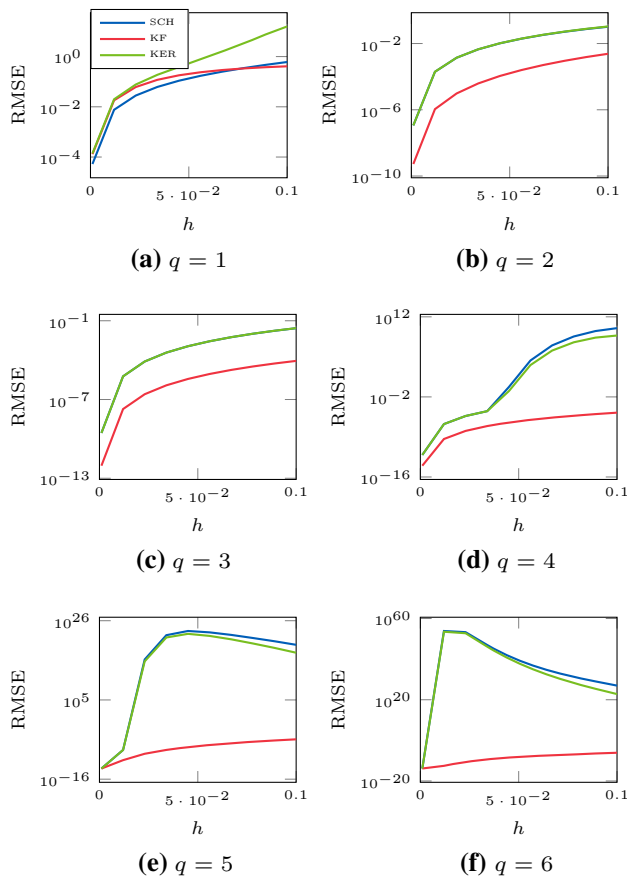 SCH
KF
KER
RMSE
10^0
10^−2
10^−4
0
5 · 10^−2
0.1
h
(a) q = 1
RMSE
10^−2
10^−6
10^−10
0
5 · 10^−2
0.1
h
(b) q = 2
RMSE
10^−1
10^−7
10^−13
0
5 · 10^−2
0.1
h
(c) q = 3
RMSE
10^12
10^−2
10^−16
0
5 · 10^−2
0.1
h
(d) q = 4
RMSE
10^26
10^5
10^−16
0
5 · 10^−2
0.1
h
(e) q = 5
RMSE
10^60
10^20
10^−20
0
5 · 10^−2
0.1
h
(f) q = 6